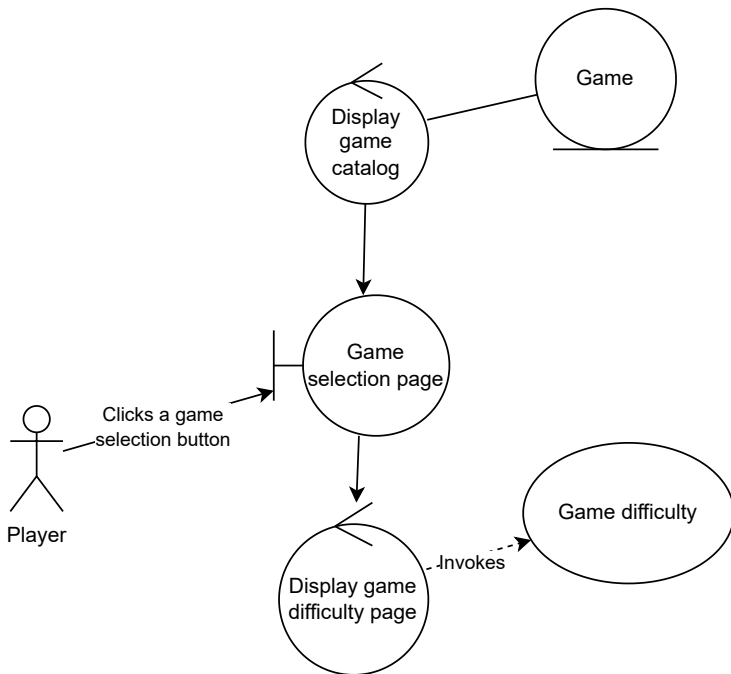 Game
Display
game
catalog
Game
selection page
Clicks a game
selection button
Player
Game difficulty
Invokes
Display game
difficulty page